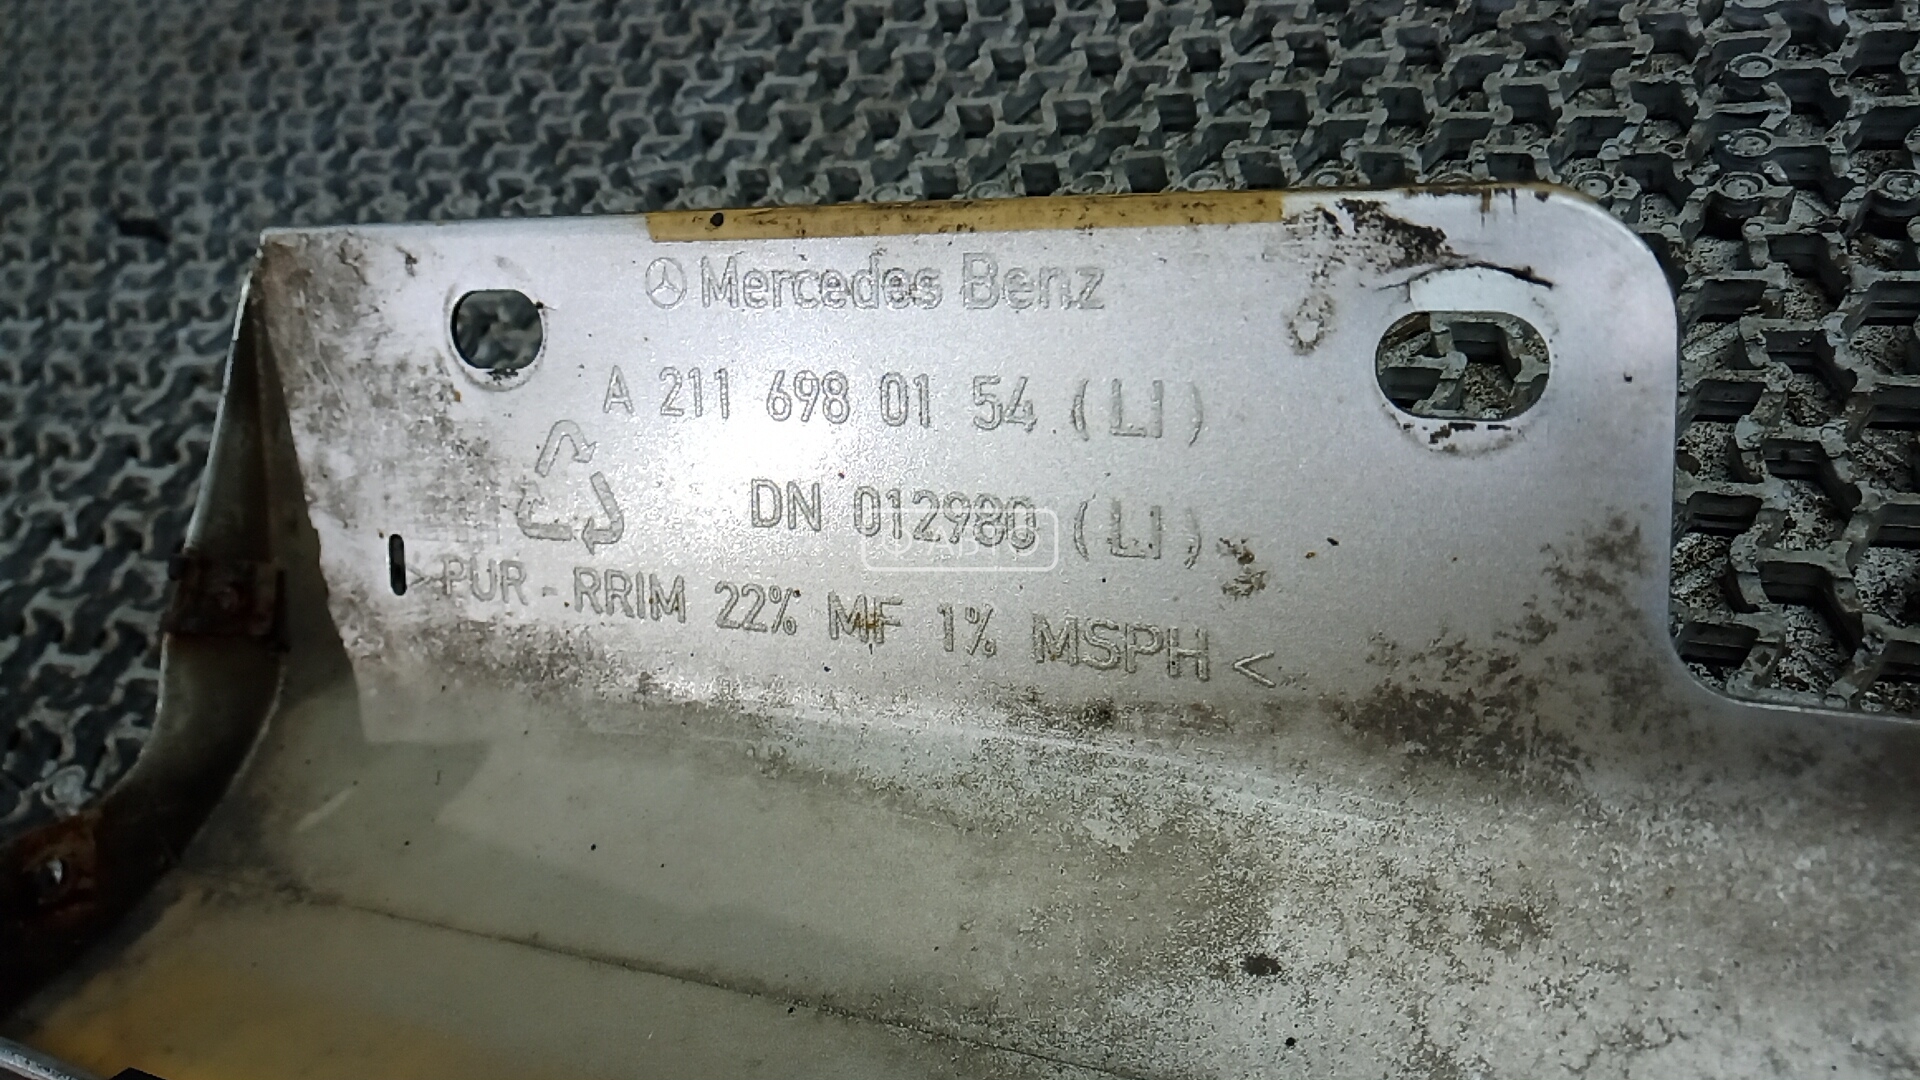 Mercedes Benz
A 211 698 01 54 (LI)
DN 012980 (LI)
>PUR - RRIM 22% MF 1% MSPH<